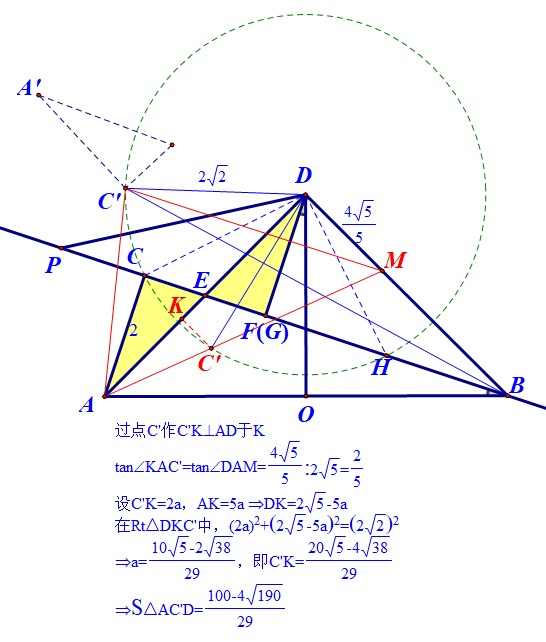 A'
C'
2√2
D
4√5/5
P
C
E
M
K
2
F(G)
C'
H
A
O
B
过点C'作C'K⊥AD于K
tan∠KAC'=tan∠DAM=4√5/5:2√5=2/5
设C'K=2a，AK=5a ⇒DK=2√5-5a
在Rt△DKC'中，(2a)²+(2√5-5a)²=(2√2)²
⇒a=(10√5-2√38)/29，即C'K=(20√5-4√38)/29
⇒S△AC'D=(100-4√190)/29